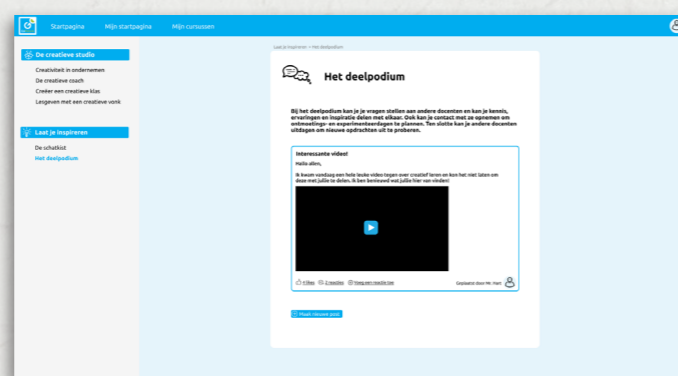 Startpagina
Mijn startpagina
Mijn cursussen
De creatieve studio
Creativiteit in ondernemen
De creatieve coach
Creëer een creatieve klas
Lesgeven met een creatieve vonk
Laat je inspireren
De schatkist
Het deelpodium
Laat je inspireren > Het deelpodium
Het deelpodium
Bij het deelpodium kan je je vragen stellen aan andere docenten en kan je kennis,
ervaringen en inspiratie delen met elkaar. Ook kan je contact met ze opnemen om
ontmoetings- en experimenteerdagen te plannen. Ten slotte kan je andere docenten
uitdagen om nieuwe opdrachten uit te proberen.
Interessante video!
Hallo allen,
Ik kwam vandaag een hele leuke video tegen over creatief leren en kon het niet laten om
deze met jullie te delen. Ik ben benieuwd wat jullie hier van vinden!
4 likes
2 reacties
Voeg een reactie toe
Geplaatst door Mr. Hart
Maak nieuwe post